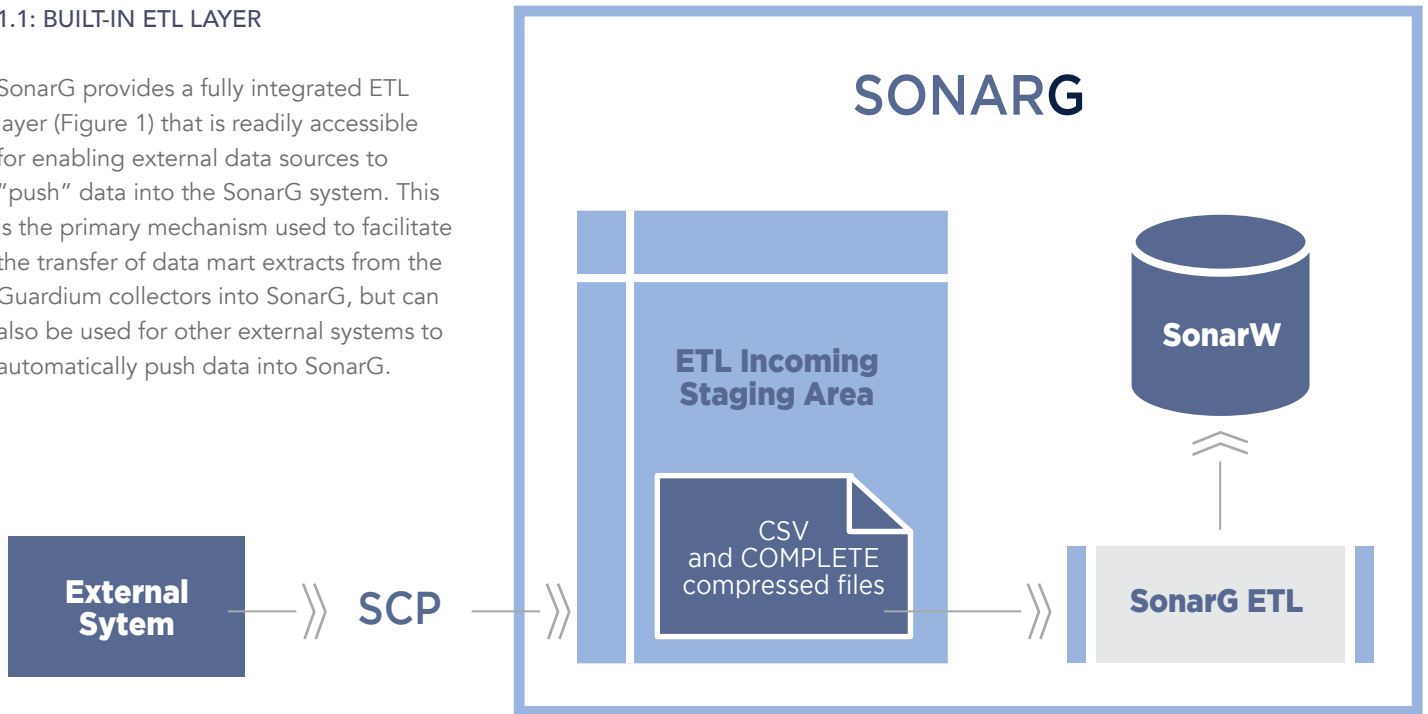 1.1: BUILT-IN ETL LAYER
SonarG provides a fully integrated ETL
layer (Figure 1) that is readily accessible
for enabling external data sources to
“push” data into the SonarG system. This
is the primary mechanism used to facilitate
the transfer of data mart extracts from the
Guardium collectors into SonarG, but can
also be used for other external systems to
automatically push data into SonarG.
External
Sytem
SCP
SONARG
ETL Incoming
Staging Area
CSV
and COMPLETE
compressed files
SonarG ETL
SonarW